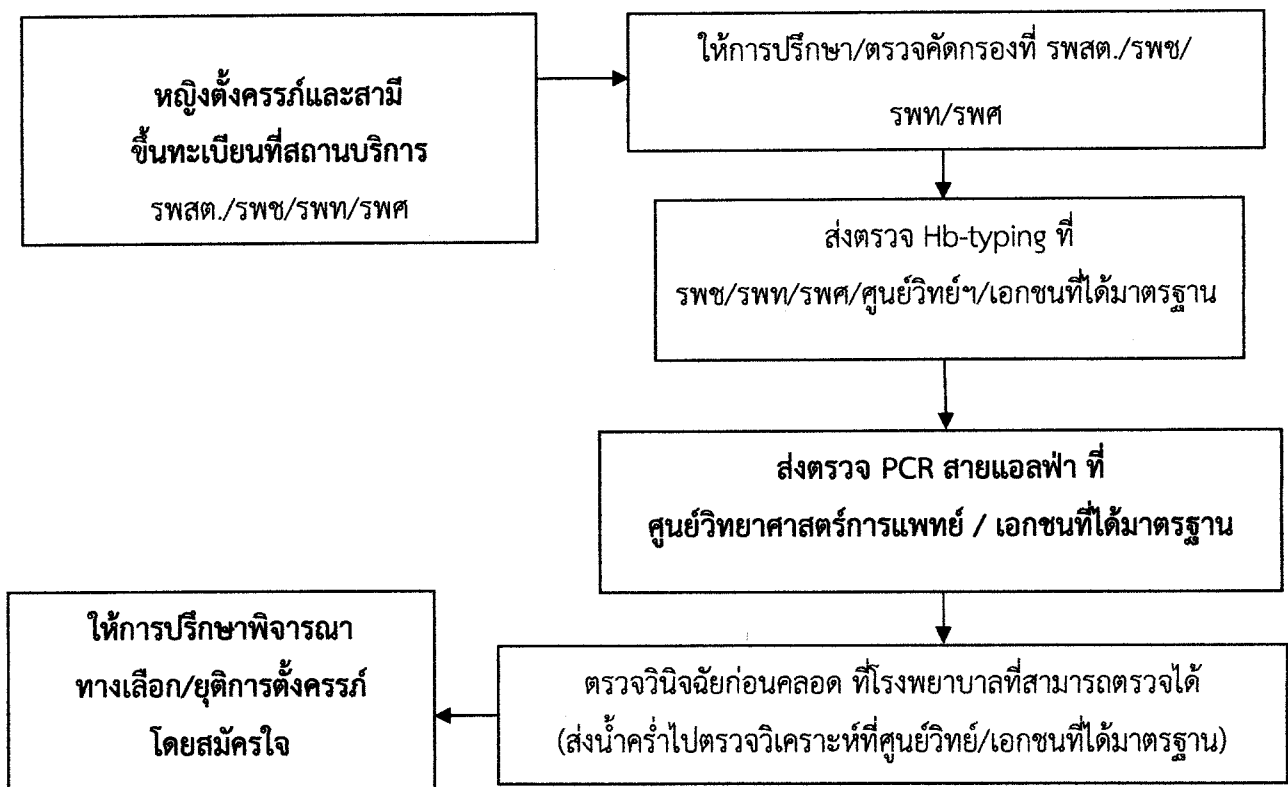 หญิงตั้งครรภ์และสามี
ขึ้นทะเบียนที่สถานบริการ
รพสต./รพช/รพท/รพศ
ให้การปรึกษา/ตรวจคัดกรองที่ รพสต./รพช/
รพท/รพศ
ส่งตรวจ Hb-typing ที่
รพช/รพท/รพศ/ศูนย์วิทย์ฯ/เอกชนที่ได้มาตรฐาน
ส่งตรวจ PCR สายแอลฟ่า ที่
ศูนย์วิทยาศาสตร์การแพทย์ / เอกชนที่ได้มาตรฐาน
ตรวจวินิจฉัยก่อนคลอด ที่โรงพยาบาลที่สามารถตรวจได้
(ส่งน้ำคร่ำไปตรวจวิเคราะห์ที่ศูนย์วิทย์/เอกชนที่ได้มาตรฐาน)
ให้การปรึกษาพิจารณา
ทางเลือก/ยุติการตั้งครรภ์
โดยสมัครใจ